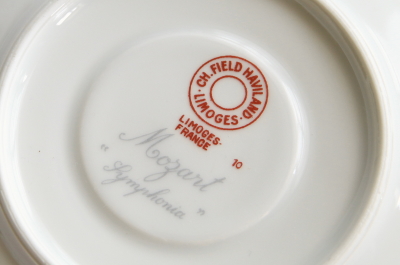 · CH. FIELD HAVILAND ·
LIMOGES
LIMOGES-
FRANCE
10
Mozart
" Symphonia "